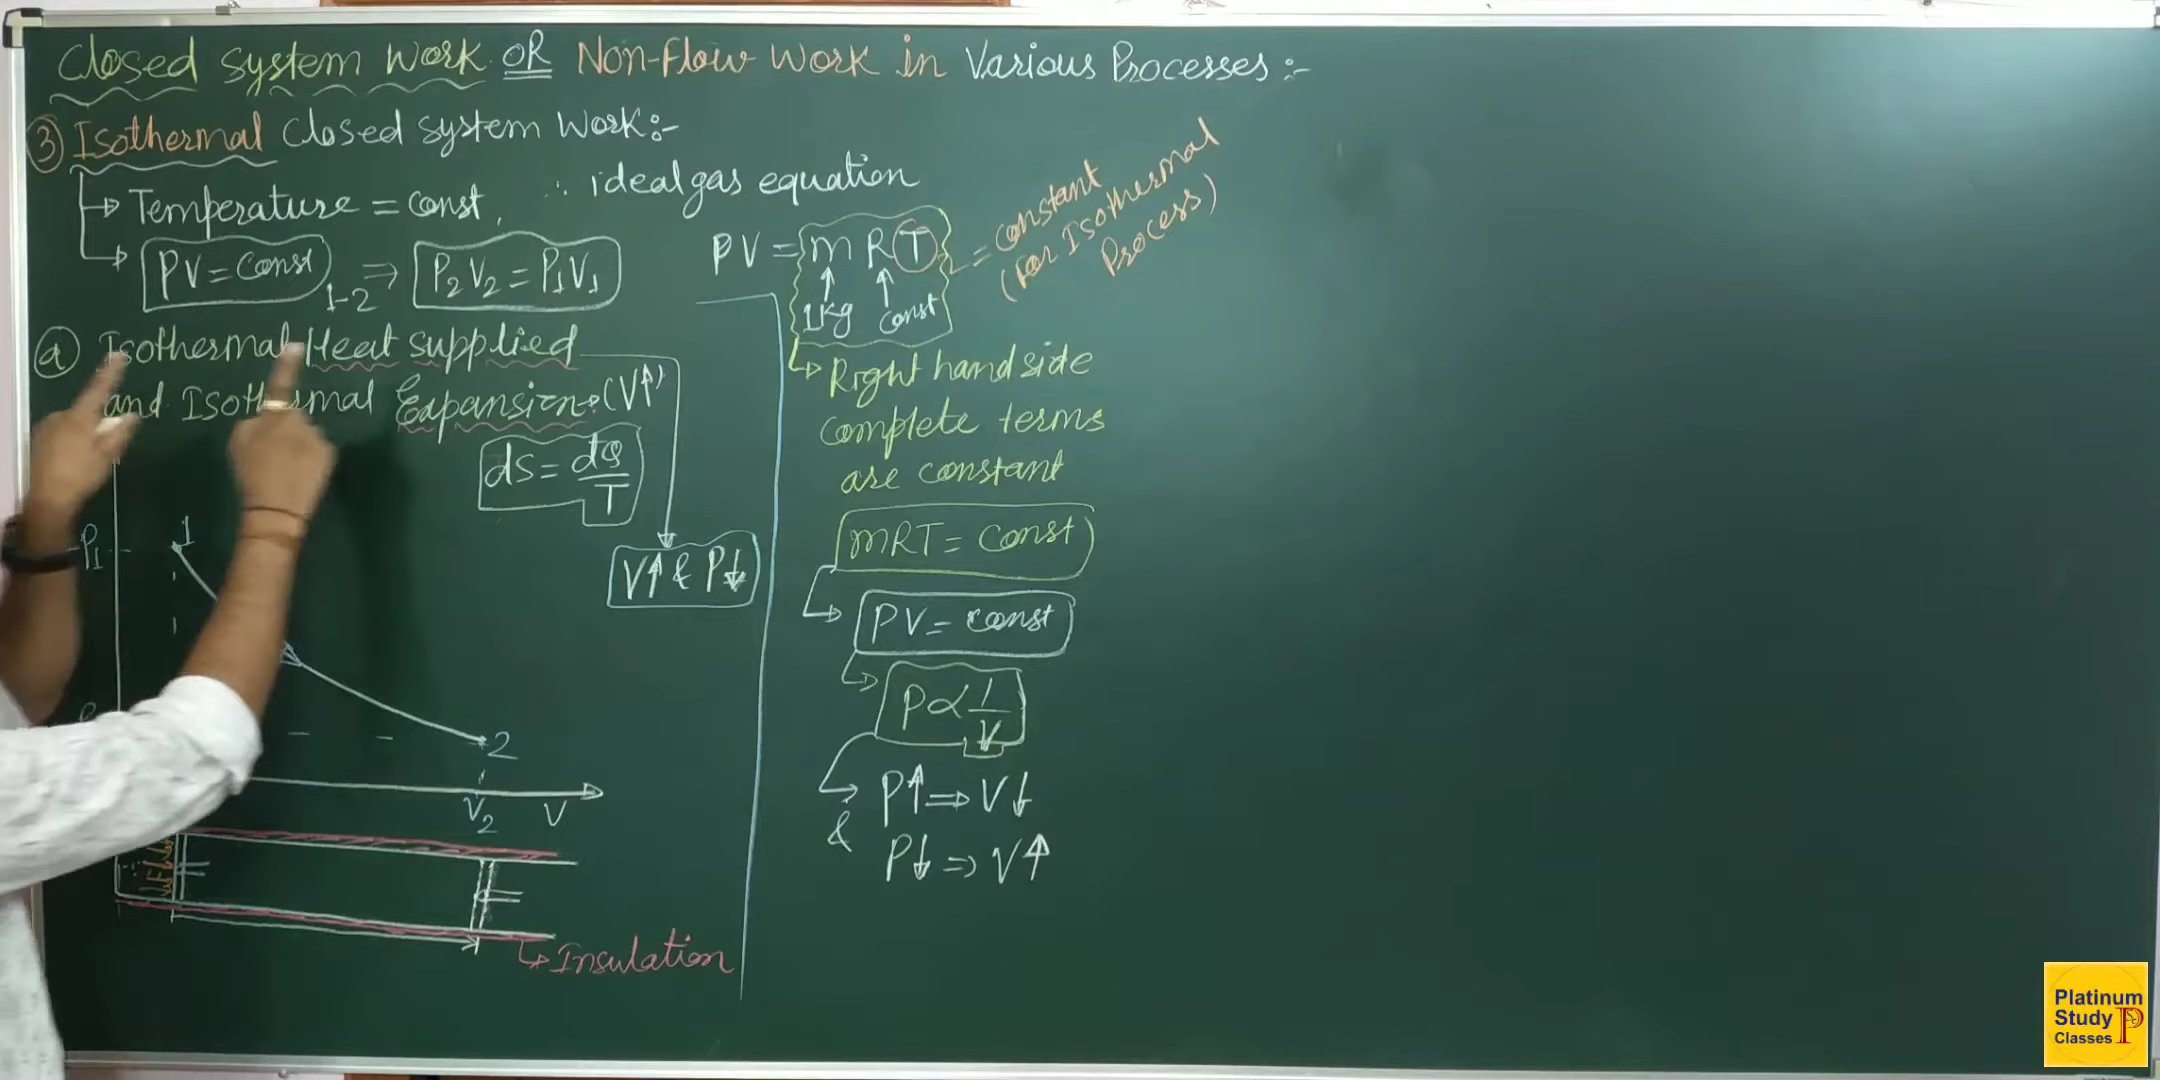 Closed system Work OR Non-Flow Work in Various Processes :-
③ Isothermal Closed system Work:-
→ Temperature = const,
→ PV = Const 1-2 ⇒ P₂V₂ = P₁V₁
ⓐ Isothermal Heat supplied
and Isothermal Expansion:(V↑)
dS = dQ/T
V↑ & P↓
P₁
1
2
V₂
V
↳ Insulation
∴ ideal gas equation
PV = m R T = constant
(For Isothermal
Process)
1kg const
↳ Right hand side
complete terms
are constant
mRT = Const
PV = const
P ∝ 1/V
P↑ ⇒ V↓
&
P↓ ⇒ V↑
Platinum
Study
Classes